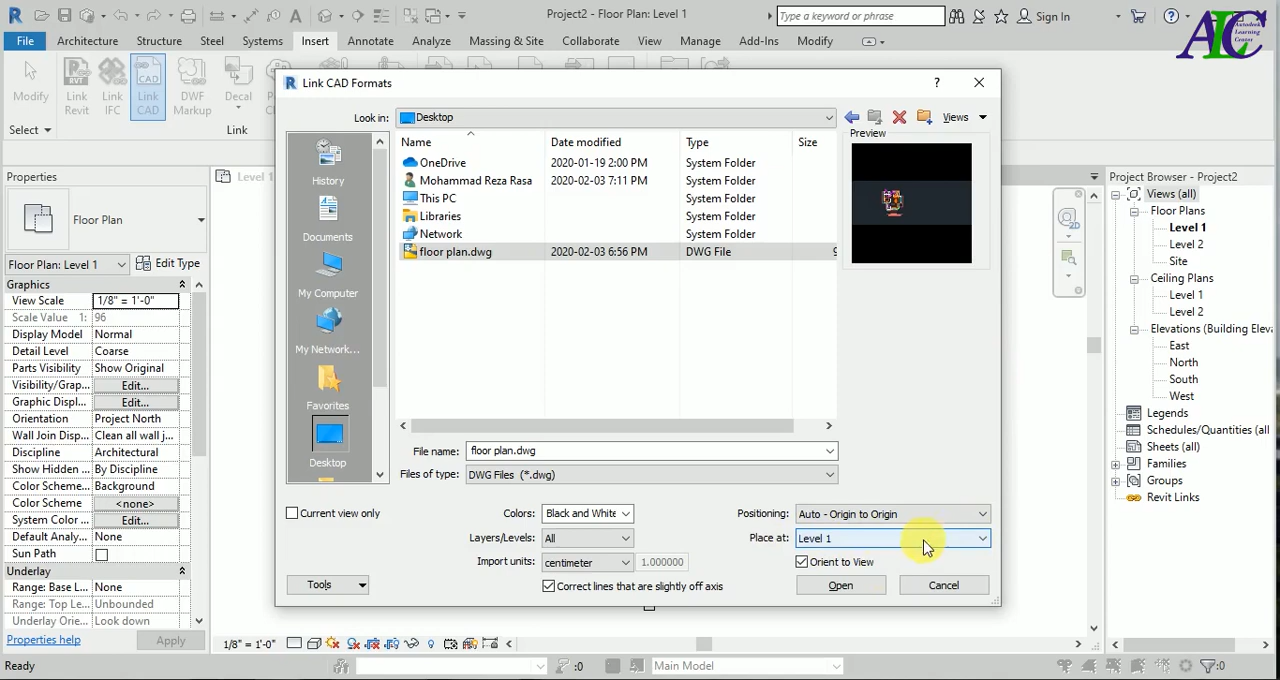 Project2 - Floor Plan: Level 1
Type a keyword or phrase
Sign In
ALC
Autodesk
Learning
Center
File
Architecture
Structure
Steel
Systems
Insert
Annotate
Analyze
Massing & Site
Collaborate
View
Manage
Add-Ins
Modify
Modify
Link
Revit
Link
IFC
Link
CAD
DWF
Markup
Decal
Select
Link
Link CAD Formats
Look in:
Desktop
Views
Preview
Name
Date modified
Type
Size
OneDrive
2020-01-19 2:00 PM
System Folder
Mohammad Reza Rasa
2020-02-03 7:11 PM
System Folder
This PC
System Folder
Libraries
System Folder
Network
System Folder
floor plan.dwg
2020-02-03 6:56 PM
DWG File
9
History
Documents
My Computer
My Network...
Favorites
Desktop
File name:
floor plan.dwg
Files of type:
DWG Files (*.dwg)
Current view only
Colors:
Black and White
Layers/Levels:
All
Import units:
centimeter
1.000000
Correct lines that are slightly off axis
Positioning:
Auto - Origin to Origin
Place at:
Level 1
Orient to View
Tools
Open
Cancel
Level 1
Properties
Floor Plan
Floor Plan: Level 1
Edit Type
Graphics
View Scale
1/8" = 1'-0"
Scale Value 1:
96
Display Model
Normal
Detail Level
Coarse
Parts Visibility
Show Original
Visibility/Grap...
Edit...
Graphic Displ...
Edit...
Orientation
Project North
Wall Join Disp...
Clean all wall j...
Discipline
Architectural
Show Hidden ...
By Discipline
Color Scheme ...
Background
Color Scheme
<none>
System Color ...
Edit...
Default Analy...
None
Sun Path
Underlay
Range: Base L...
None
Range: Top Le...
Unbounded
Underlay Orie...
Look down
Properties help
Apply
Project Browser - Project2
Views (all)
Floor Plans
Level 1
Level 2
Site
Ceiling Plans
Level 1
Level 2
Elevations (Building Eleva
East
North
South
West
Legends
Schedules/Quantities (all
Sheets (all)
Families
Groups
Revit Links
1/8" = 1'-0"
Ready
:0
Main Model
:0